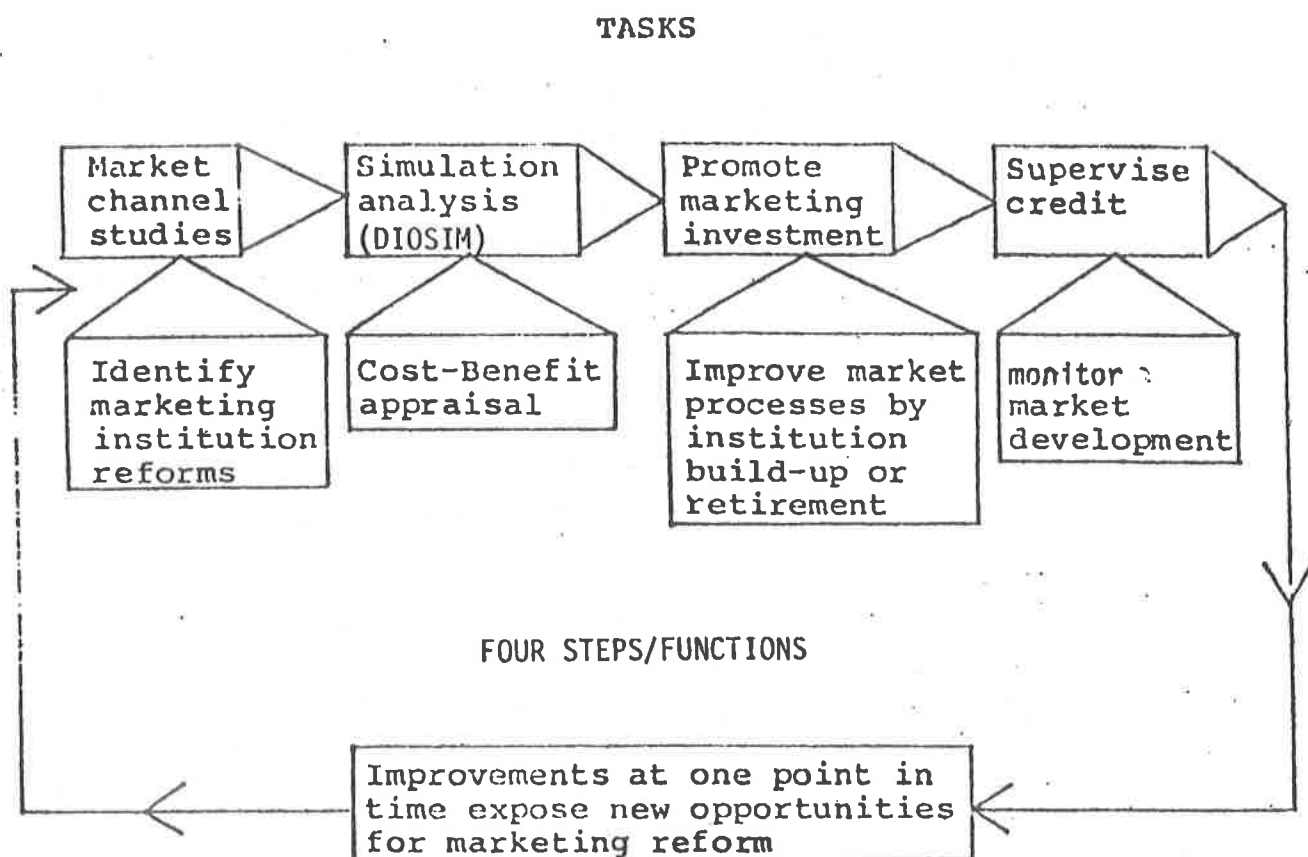 TASKS
Market
channel
studies
Simulation
analysis
(DIOSIM)
Promote
marketing
investment
Supervise
credit
Identify
marketing
institution
reforms
Cost-Benefit
appraisal
Improve market
processes by
institution
build-up or
retirement
monitor
market
development
FOUR STEPS/FUNCTIONS
Improvements at one point in
time expose new opportunities
for marketing reform